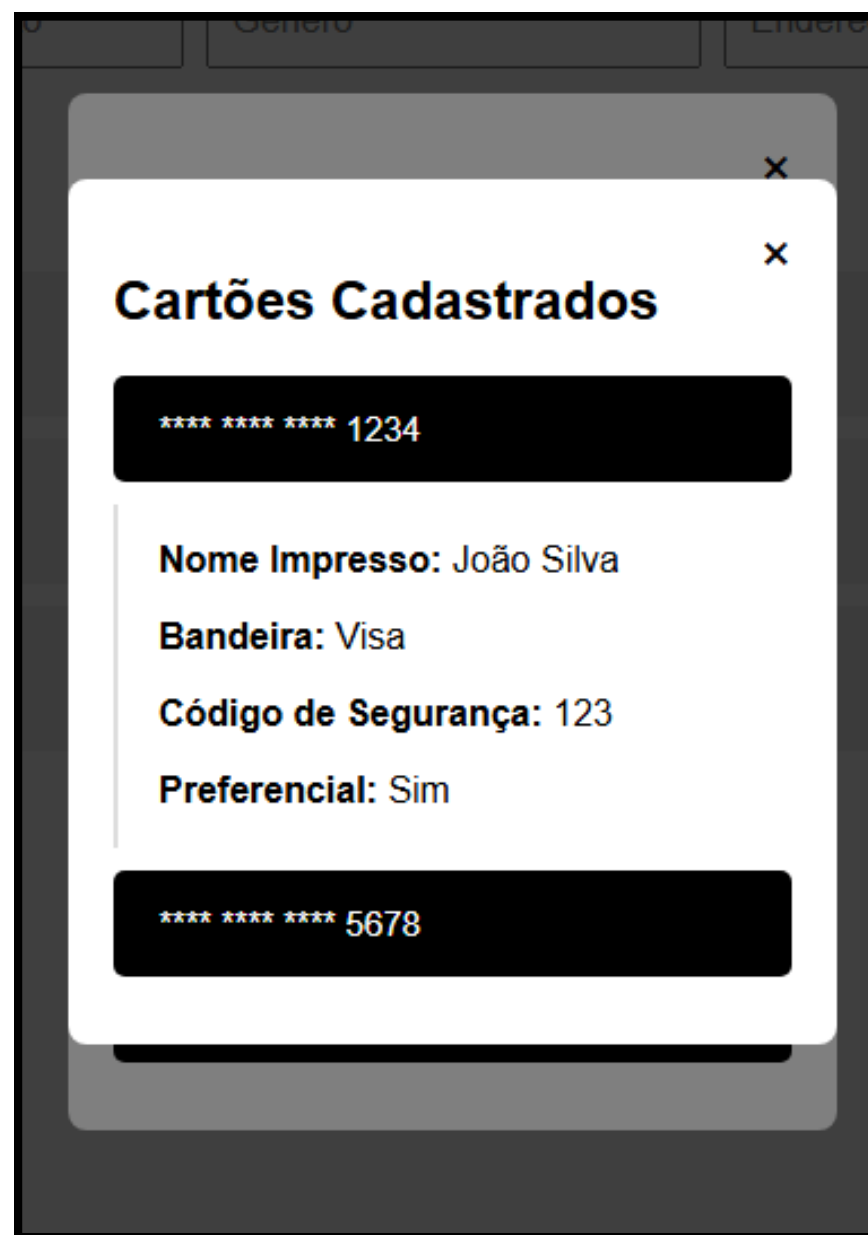 Gênero
✕
✕
Cartões Cadastrados
**** **** **** 1234
Nome Impresso: João Silva
Bandeira: Visa
Código de Segurança: 123
Preferencial: Sim
**** **** **** 5678